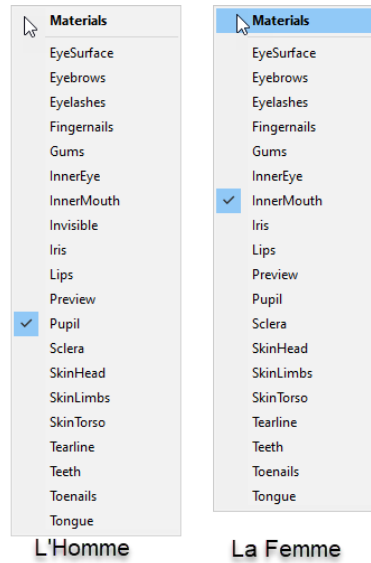 Materials
EyeSurface
Eyebrows
Eyelashes
Fingernails
Gums
InnerEye
InnerMouth
Invisible
Iris
Lips
Preview
Pupil
Sclera
SkinHead
SkinLimbs
SkinTorso
Tearline
Teeth
Toenails
Tongue
L'Homme
Materials
EyeSurface
Eyebrows
Eyelashes
Fingernails
Gums
InnerEye
InnerMouth
Iris
Lips
Preview
Pupil
Sclera
SkinHead
SkinLimbs
SkinTorso
Tearline
Teeth
Toenails
Tongue
La Femme